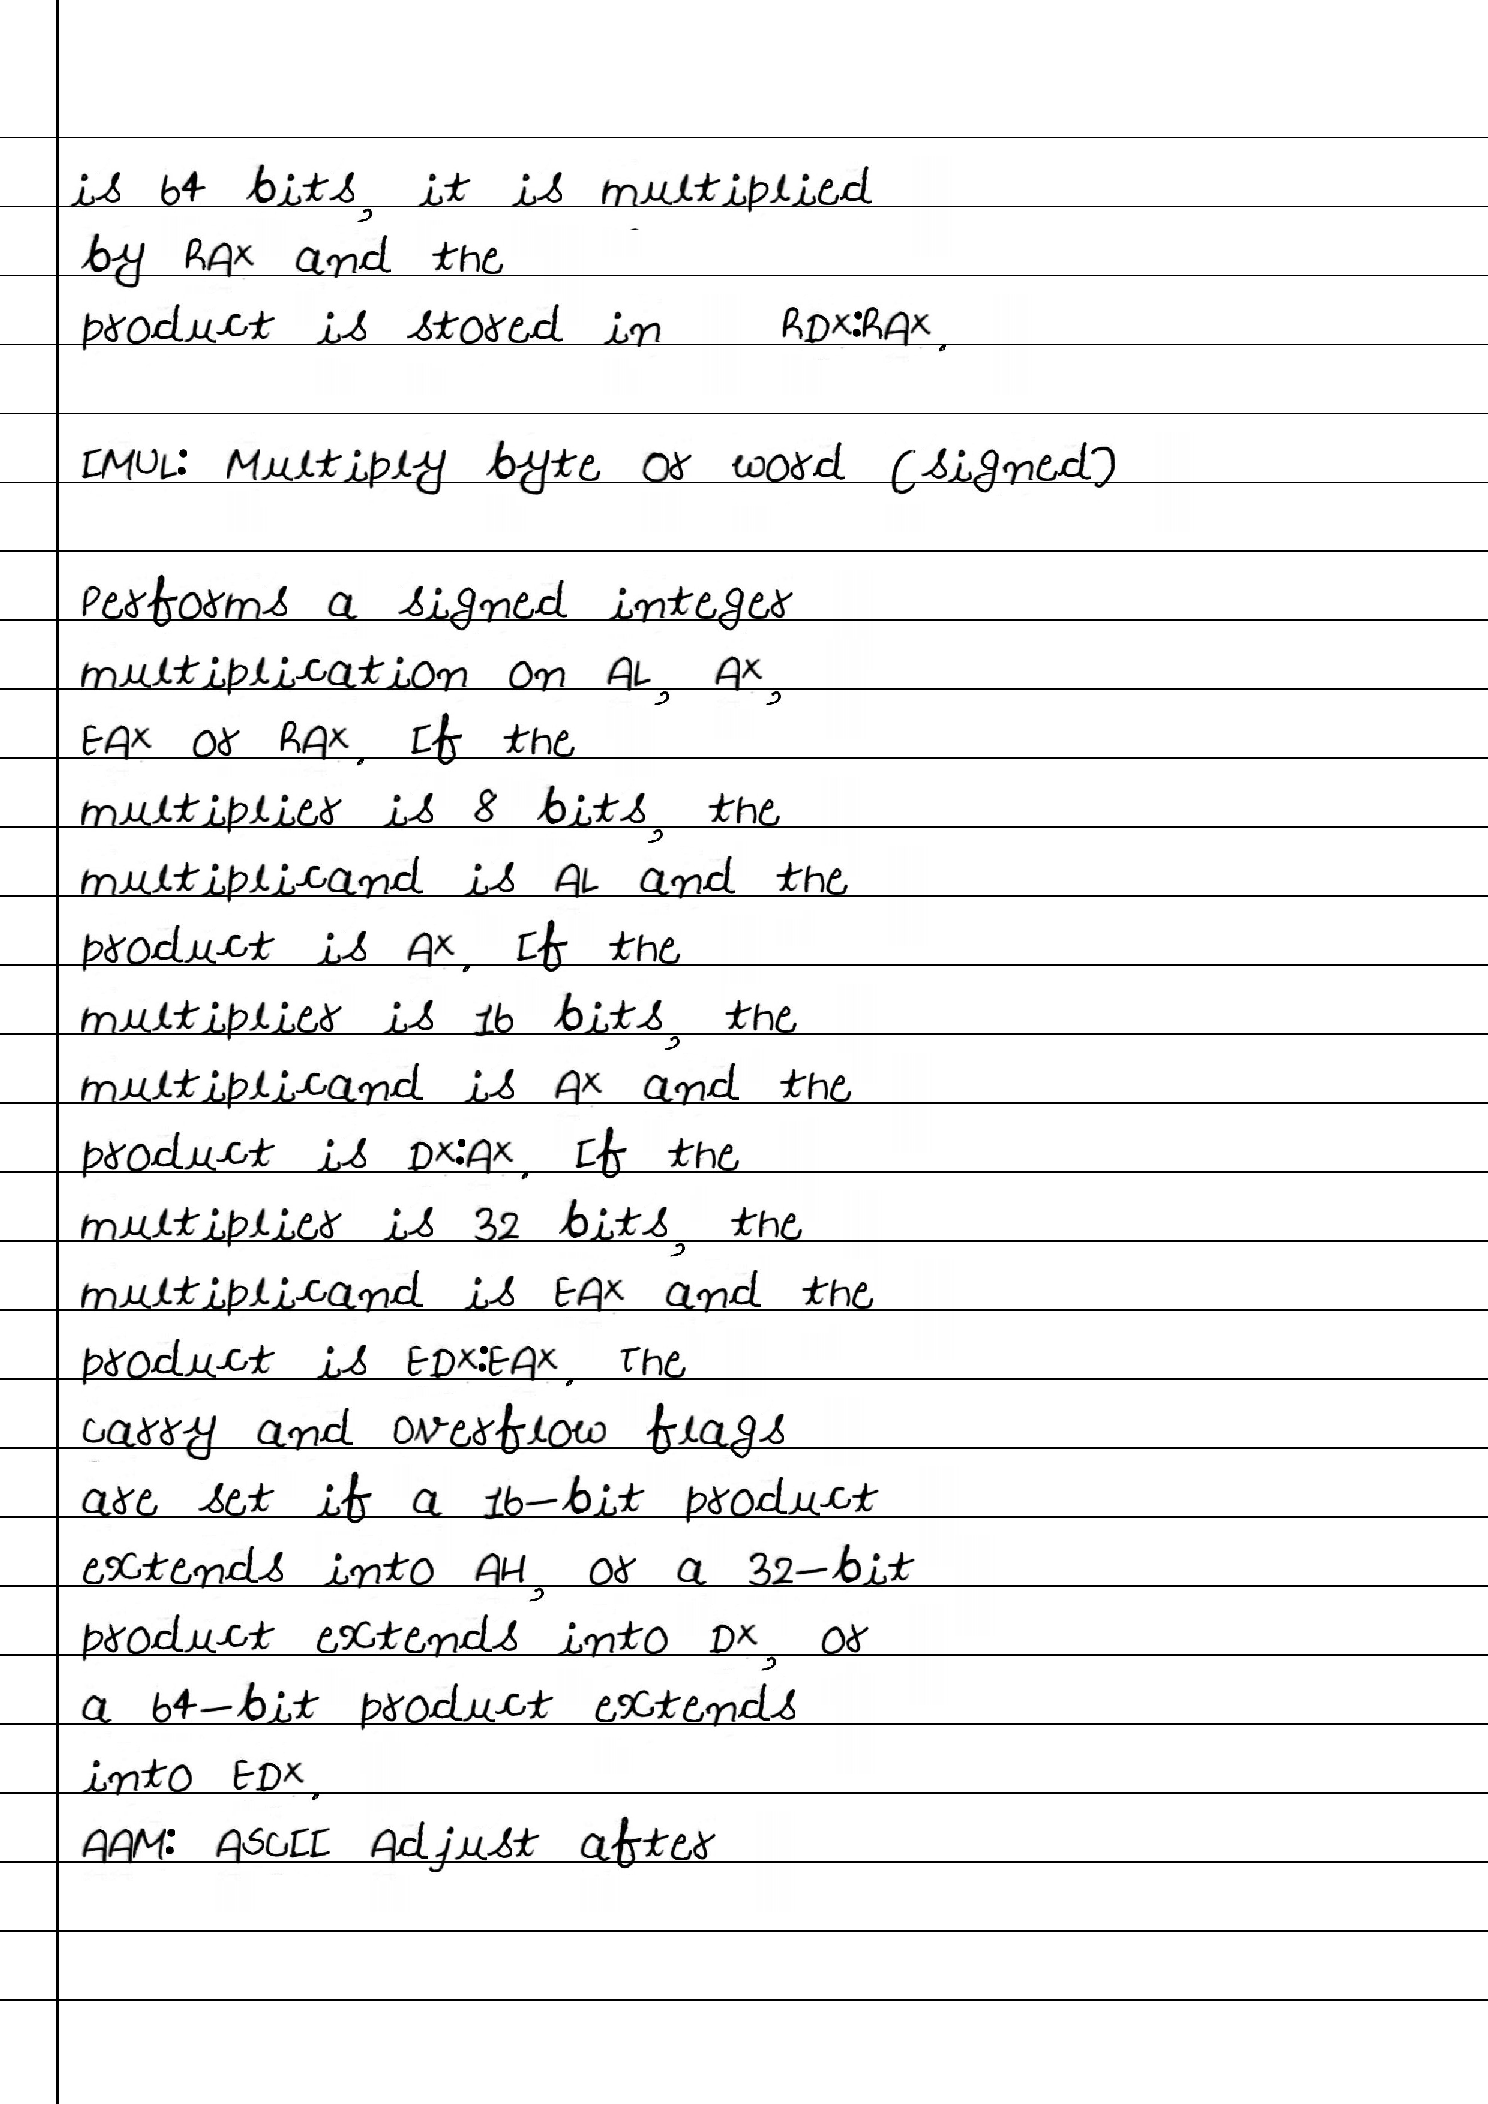 is 64 bits, it is multiplied
by RAX and the
product is stored in RDX:RAX.
IMUL: Multiply byte or word (signed)
Performs a signed integer
multiplication on AL, AX,
EAX or RAX. If the
multiplier is 8 bits, the
multiplicand is AL and the
product is AX. If the
multiplier is 16 bits, the
multiplicand is AX and the
product is DX:AX. If the
multiplier is 32 bits, the
multiplicand is EAX and the
product is EDX:EAX. The
carry and overflow flags
are set if a 16-bit product
extends into AH, or a 32-bit
product extends into DX, or
a 64-bit product extends
into EDX.
AAM: ASCII Adjust after